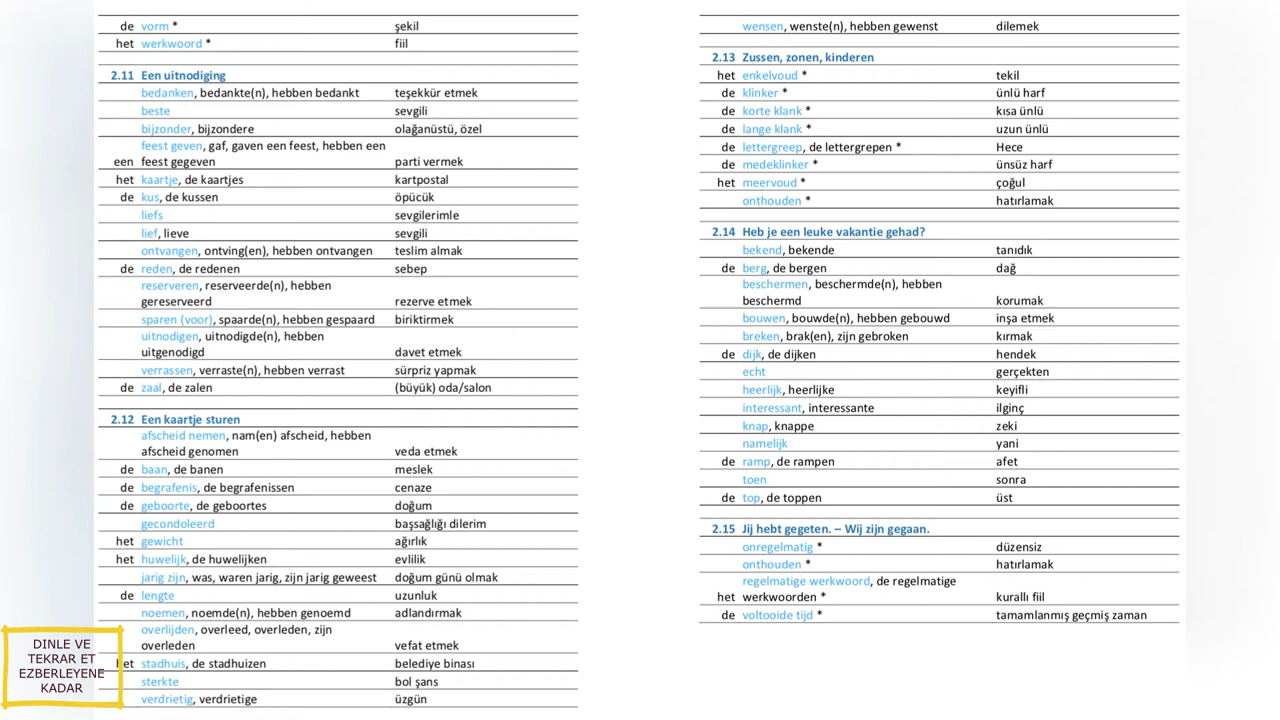 de vorm * şekil
het werkwoord * fiil
2.11 Een uitnodiging
bedanken, bedankte(n), hebben bedankt teşekkür etmek
beste sevgili
bijzonder, bijzondere olağanüstü, özel
feest geven, gaf, gaven een feest, hebben een
een feest gegeven parti vermek
het kaartje, de kaartjes kartpostal
de kus, de kussen öpücük
liefs sevgilerimle
lief, lieve sevgili
ontvangen, ontving(en), hebben ontvangen teslim almak
de reden, de redenen sebep
reserveren, reserveerde(n), hebben
gereserveerd rezerve etmek
sparen (voor), spaarde(n), hebben gespaard biriktirmek
uitnodigen, uitnodigde(n), hebben
uitgenodigd davet etmek
verrassen, verraste(n), hebben verrast sürpriz yapmak
de zaal, de zalen (büyük) oda/salon
2.12 Een kaartje sturen
afscheid nemen, nam(en) afscheid, hebben
afscheid genomen veda etmek
de baan, de banen meslek
de begrafenis, de begrafenissen cenaze
de geboorte, de geboortes doğum
gecondoleerd başsağlığı dilerim
het gewicht ağırlık
het huwelijk, de huwelijken evlilik
jarig zijn, was, waren jarig, zijn jarig geweest doğum günü olmak
de lengte uzunluk
noemen, noemde(n), hebben genoemd adlandırmak
overlijden, overleed, overleden, zijn
overleden vefat etmek
het stadhuis, de stadhuizen belediye binası
sterkte bol şans
verdrietig, verdrietige üzgün
wensen, wenste(n), hebben gewenst dilemek
2.13 Zussen, zonen, kinderen
het enkelvoud * tekil
de klinker * ünlü harf
de korte klank * kısa ünlü
de lange klank * uzun ünlü
de lettergreep, de lettergrepen * Hece
de medeklinker * ünsüz harf
het meervoud * çoğul
onthouden * hatırlamak
2.14 Heb je een leuke vakantie gehad?
bekend, bekende tanıdık
de berg, de bergen dağ
beschermen, beschermde(n), hebben
beschermd korumak
bouwen, bouwde(n), hebben gebouwd inşa etmek
breken, brak(en), zijn gebroken kırmak
de dijk, de dijken hendek
echt gerçekten
heerlijk, heerlijke keyifli
interessant, interessante ilginç
knap, knappe zeki
namelijk yani
de ramp, de rampen afet
toen sonra
de top, de toppen üst
2.15 Jij hebt gegeten. – Wij zijn gegaan.
onregelmatig * düzensiz
onthouden * hatırlamak
regelmatige werkwoord, de regelmatige
het werkwoorden * kurallı fiil
de voltooide tijd * tamamlanmış geçmiş zaman
DINLE VE
TEKRAR ET
EZBERLEYENE
KADAR